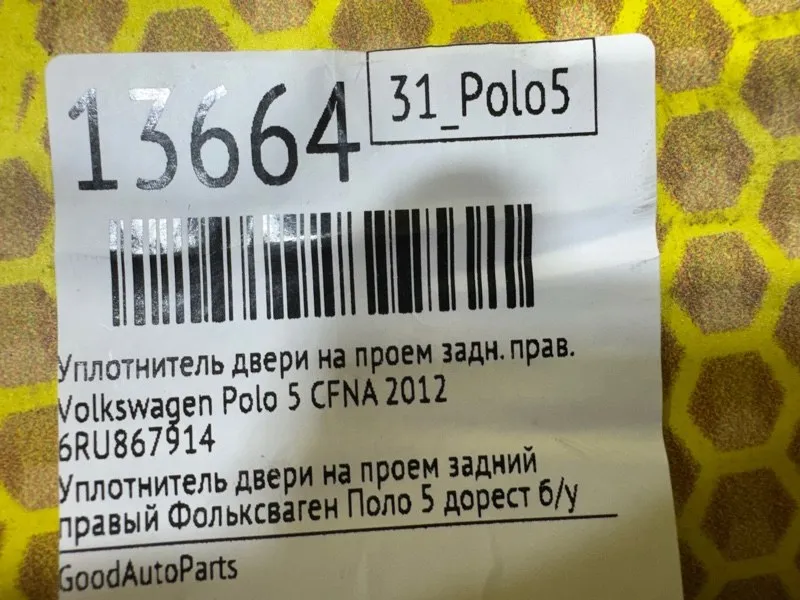 13664
31_Polo5
Уплотнитель двери на проем задн. прав.
Volkswagen Polo 5 CFNA 2012
6RU867914
Уплотнитель двери на проем задний
правый Фольксваген Поло 5 дорест б/у
GoodAutoParts